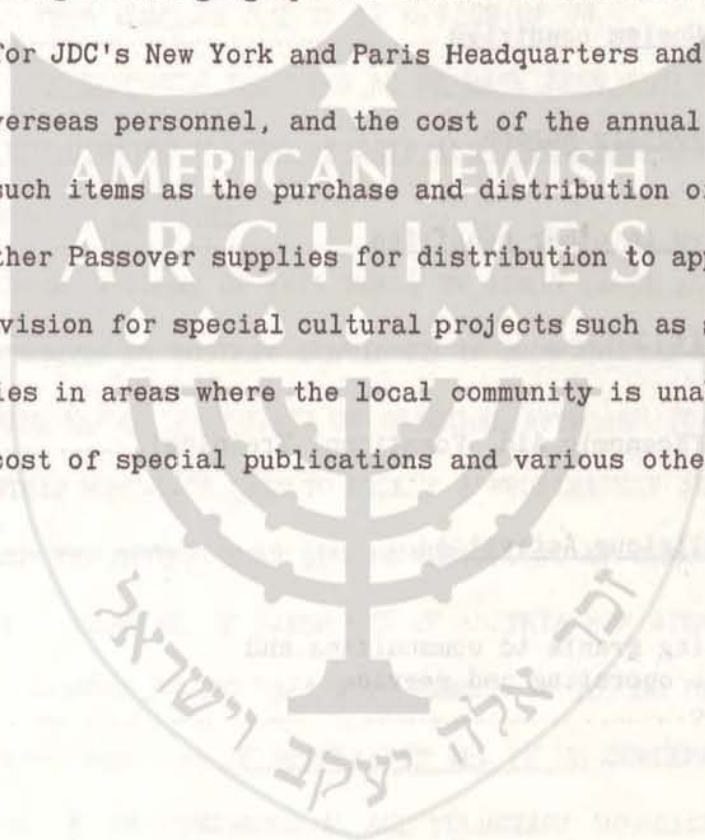 for JDC's New York and Paris Headquarters and
verseas personnel, and the cost of the annual
AMERICAN JEWISH
such items as the purchase and distribution o
ARCHIVES
ther Passover supplies for distribution to ap
vision for special cultural projects such as s
ies in areas where the local community is una
cost of special publications and various othe
זכר אלה יעקב וישראל